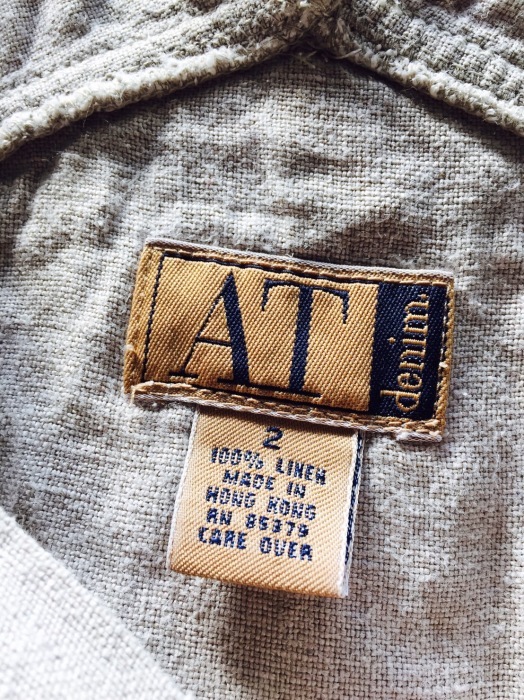 AT denim.
2
100% LINEN
MADE IN
HONG KONG
RN 85379
CARE OVER